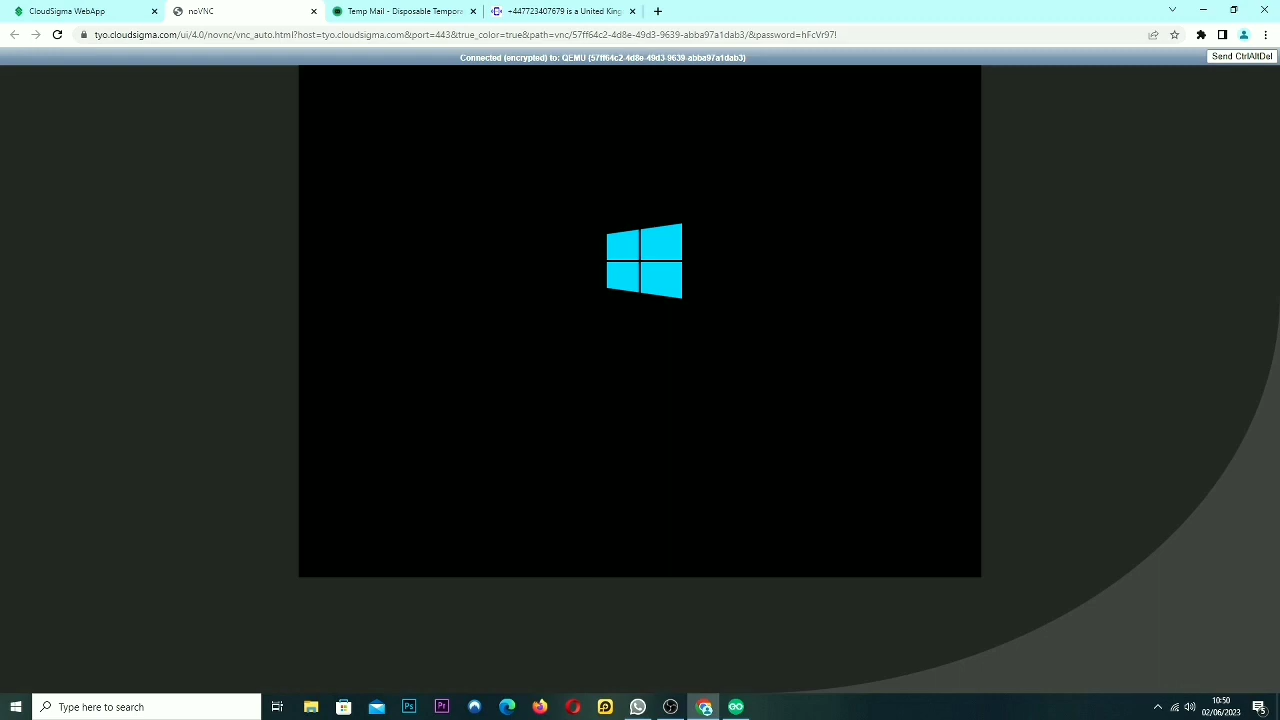 CloudSigma WebApp
noVNC
Temp Mail - Disposable Tempora
+447723407679 is a United King
tyo.cloudsigma.com/ui/4.0/novnc/vnc_auto.html?host=tyo.cloudsigma.com&port=443&true_color=true&path=vnc/57ff64c2-4d8e-49d3-9639-abba97a1dab3/&password=hFcVr97!
Connected (encrypted) to: QEMU (57ff64c2-4d8e-49d3-9639-abba97a1dab3)
Send CtrlAltDel
Type here to search
Ps
Pr
10:50
02/06/2023
6